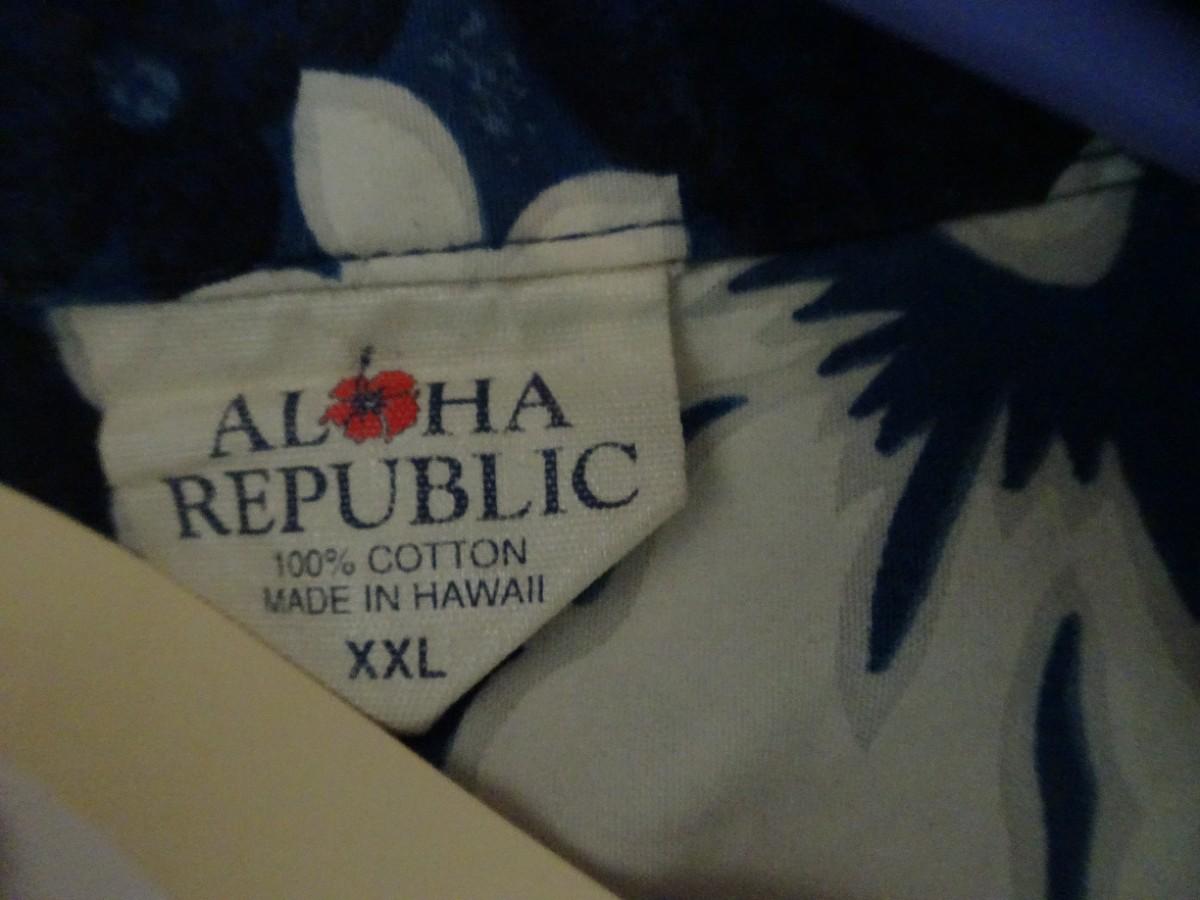 ALOHA
REPUBLIC
100% COTTON
MADE IN HAWAII
XXL